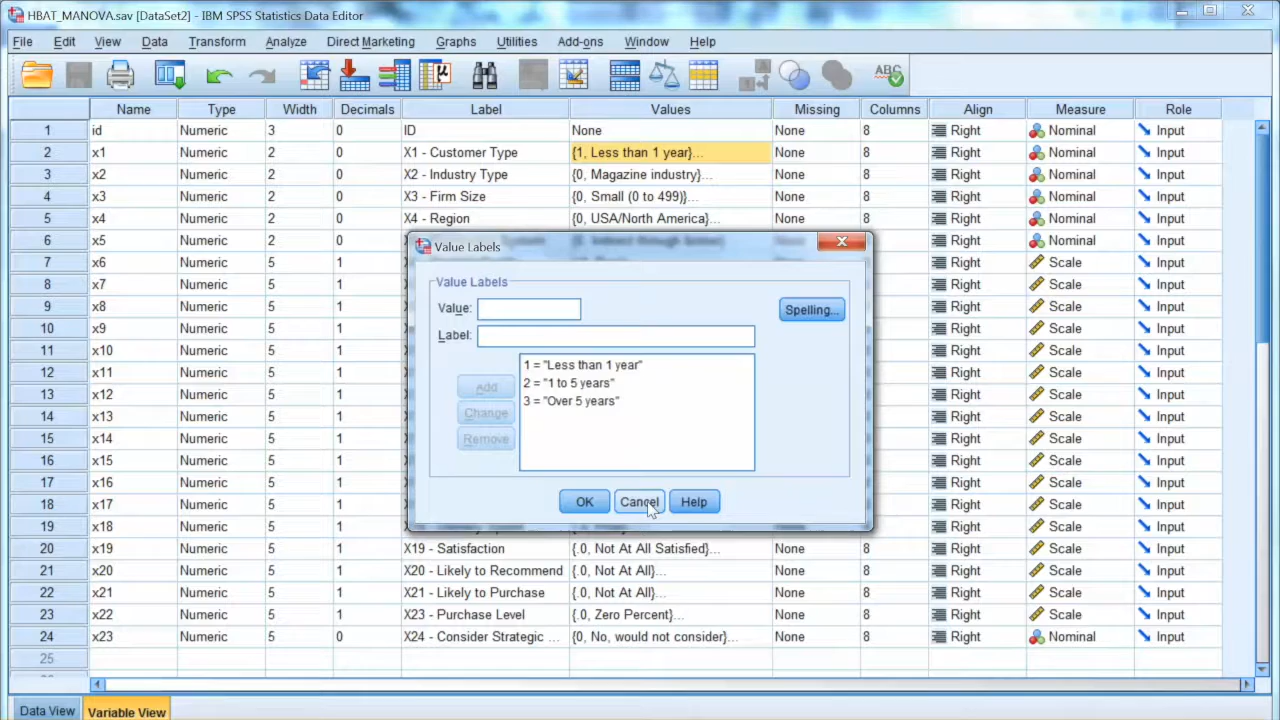 HBAT_MANOVA.sav [DataSet2] - IBM SPSS Statistics Data Editor
File Edit View Data Transform Analyze Direct Marketing Graphs Utilities Add-ons Window Help
Name Type Width Decimals Label Values Missing Columns Align Measure Role
1 id Numeric 3 0 ID None None 8 Right Nominal Input
2 x1 Numeric 2 0 X1 - Customer Type {1, Less than 1 year}... None 8 Right Nominal Input
3 x2 Numeric 2 0 X2 - Industry Type {0, Magazine industry}... None 8 Right Nominal Input
4 x3 Numeric 2 0 X3 - Firm Size {0, Small (0 to 499)}... None 8 Right Nominal Input
5 x4 Numeric 2 0 X4 - Region {0, USA/North America}... None 8 Right Nominal Input
6 x5 Numeric 2 0 Nominal Input
7 x6 Numeric 5 1 Right Scale Input
8 x7 Numeric 5 1 Right Scale Input
9 x8 Numeric 5 1 Right Scale Input
10 x9 Numeric 5 1 Right Scale Input
11 x10 Numeric 5 1 Right Scale Input
12 x11 Numeric 5 1 Right Scale Input
13 x12 Numeric 5 1 Right Scale Input
14 x13 Numeric 5 1 Right Scale Input
15 x14 Numeric 5 1 Right Scale Input
16 x15 Numeric 5 1 Right Scale Input
17 x16 Numeric 5 1 Right Scale Input
18 x17 Numeric 5 1 Right Scale Input
19 x18 Numeric 5 1 Right Scale Input
20 x19 Numeric 5 1 X19 - Satisfaction {.0, Not At All Satisfied}... None 8 Right Scale Input
21 x20 Numeric 5 1 X20 - Likely to Recommend {.0, Not At All}... None 8 Right Scale Input
22 x21 Numeric 5 1 X21 - Likely to Purchase {.0, Not At All}... None 8 Right Scale Input
23 x22 Numeric 5 1 X23 - Purchase Level {.0, Zero Percent}... None 8 Right Scale Input
24 x23 Numeric 5 0 X24 - Consider Strategic ... {0, No, would not consider}... None 8 Right Nominal Input
25
Value Labels
Value Labels
Value:
Spelling...
Label:
1 = "Less than 1 year"
2 = "1 to 5 years"
3 = "Over 5 years"
Add
Change
Remove
OK Cancel Help
Data View Variable View